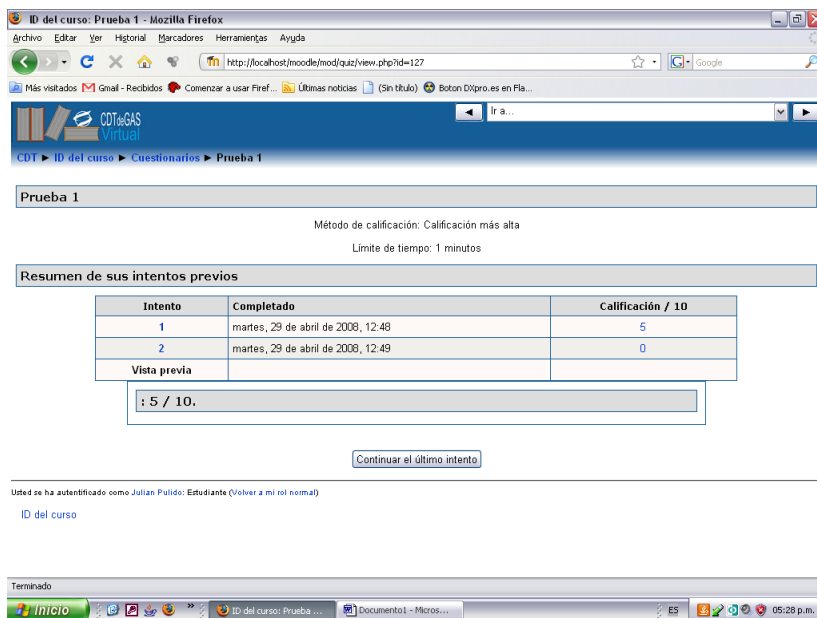 ID del curso: Prueba 1 - Mozilla Firefox
Archivo Editar Ver Historial Marcadores Herramientas Ayuda
http://localhost/moodle/mod/quiz/view.php?id=127
G Google
Más visitados Gmail - Recibidos Comenzar a usar Firef... Últimas noticias (Sin título) Boton DXpro.es en Fla...
CDTdeGAS
Virtual
Ir a...
CDT ► ID del curso ► Cuestionarios ► Prueba 1
Prueba 1
Método de calificación: Calificación más alta
Límite de tiempo: 1 minutos
Resumen de sus intentos previos
Intento Completado Calificación / 10
1 martes, 29 de abril de 2008, 12:48 5
2 martes, 29 de abril de 2008, 12:49 0
Vista previa
: 5 / 10.
Continuar el último intento
Usted se ha autentificado como Julian Pulido: Estudiante (Volver a mi rol normal)
ID del curso
Terminado
Inicio » ID del curso: Prueba ... Documento1 - Micros... ES 05:28 p.m.